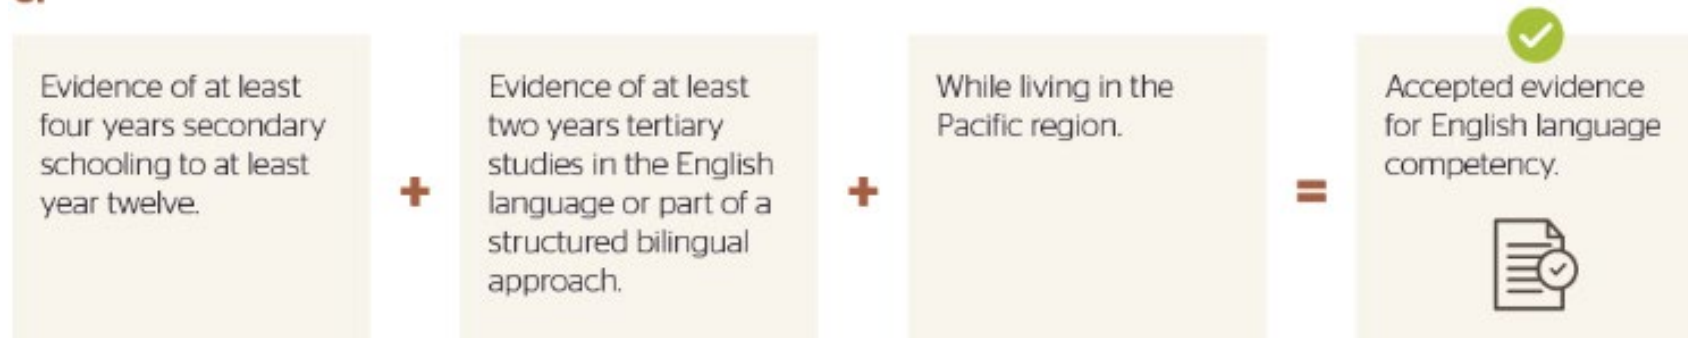 Evidence of at least
four years secondary
schooling to at least
year twelve.
+
Evidence of at least
two years tertiary
studies in the English
language or part of a
structured bilingual
approach.
+
While living in the
Pacific region.
=
Accepted evidence
for English language
competency.